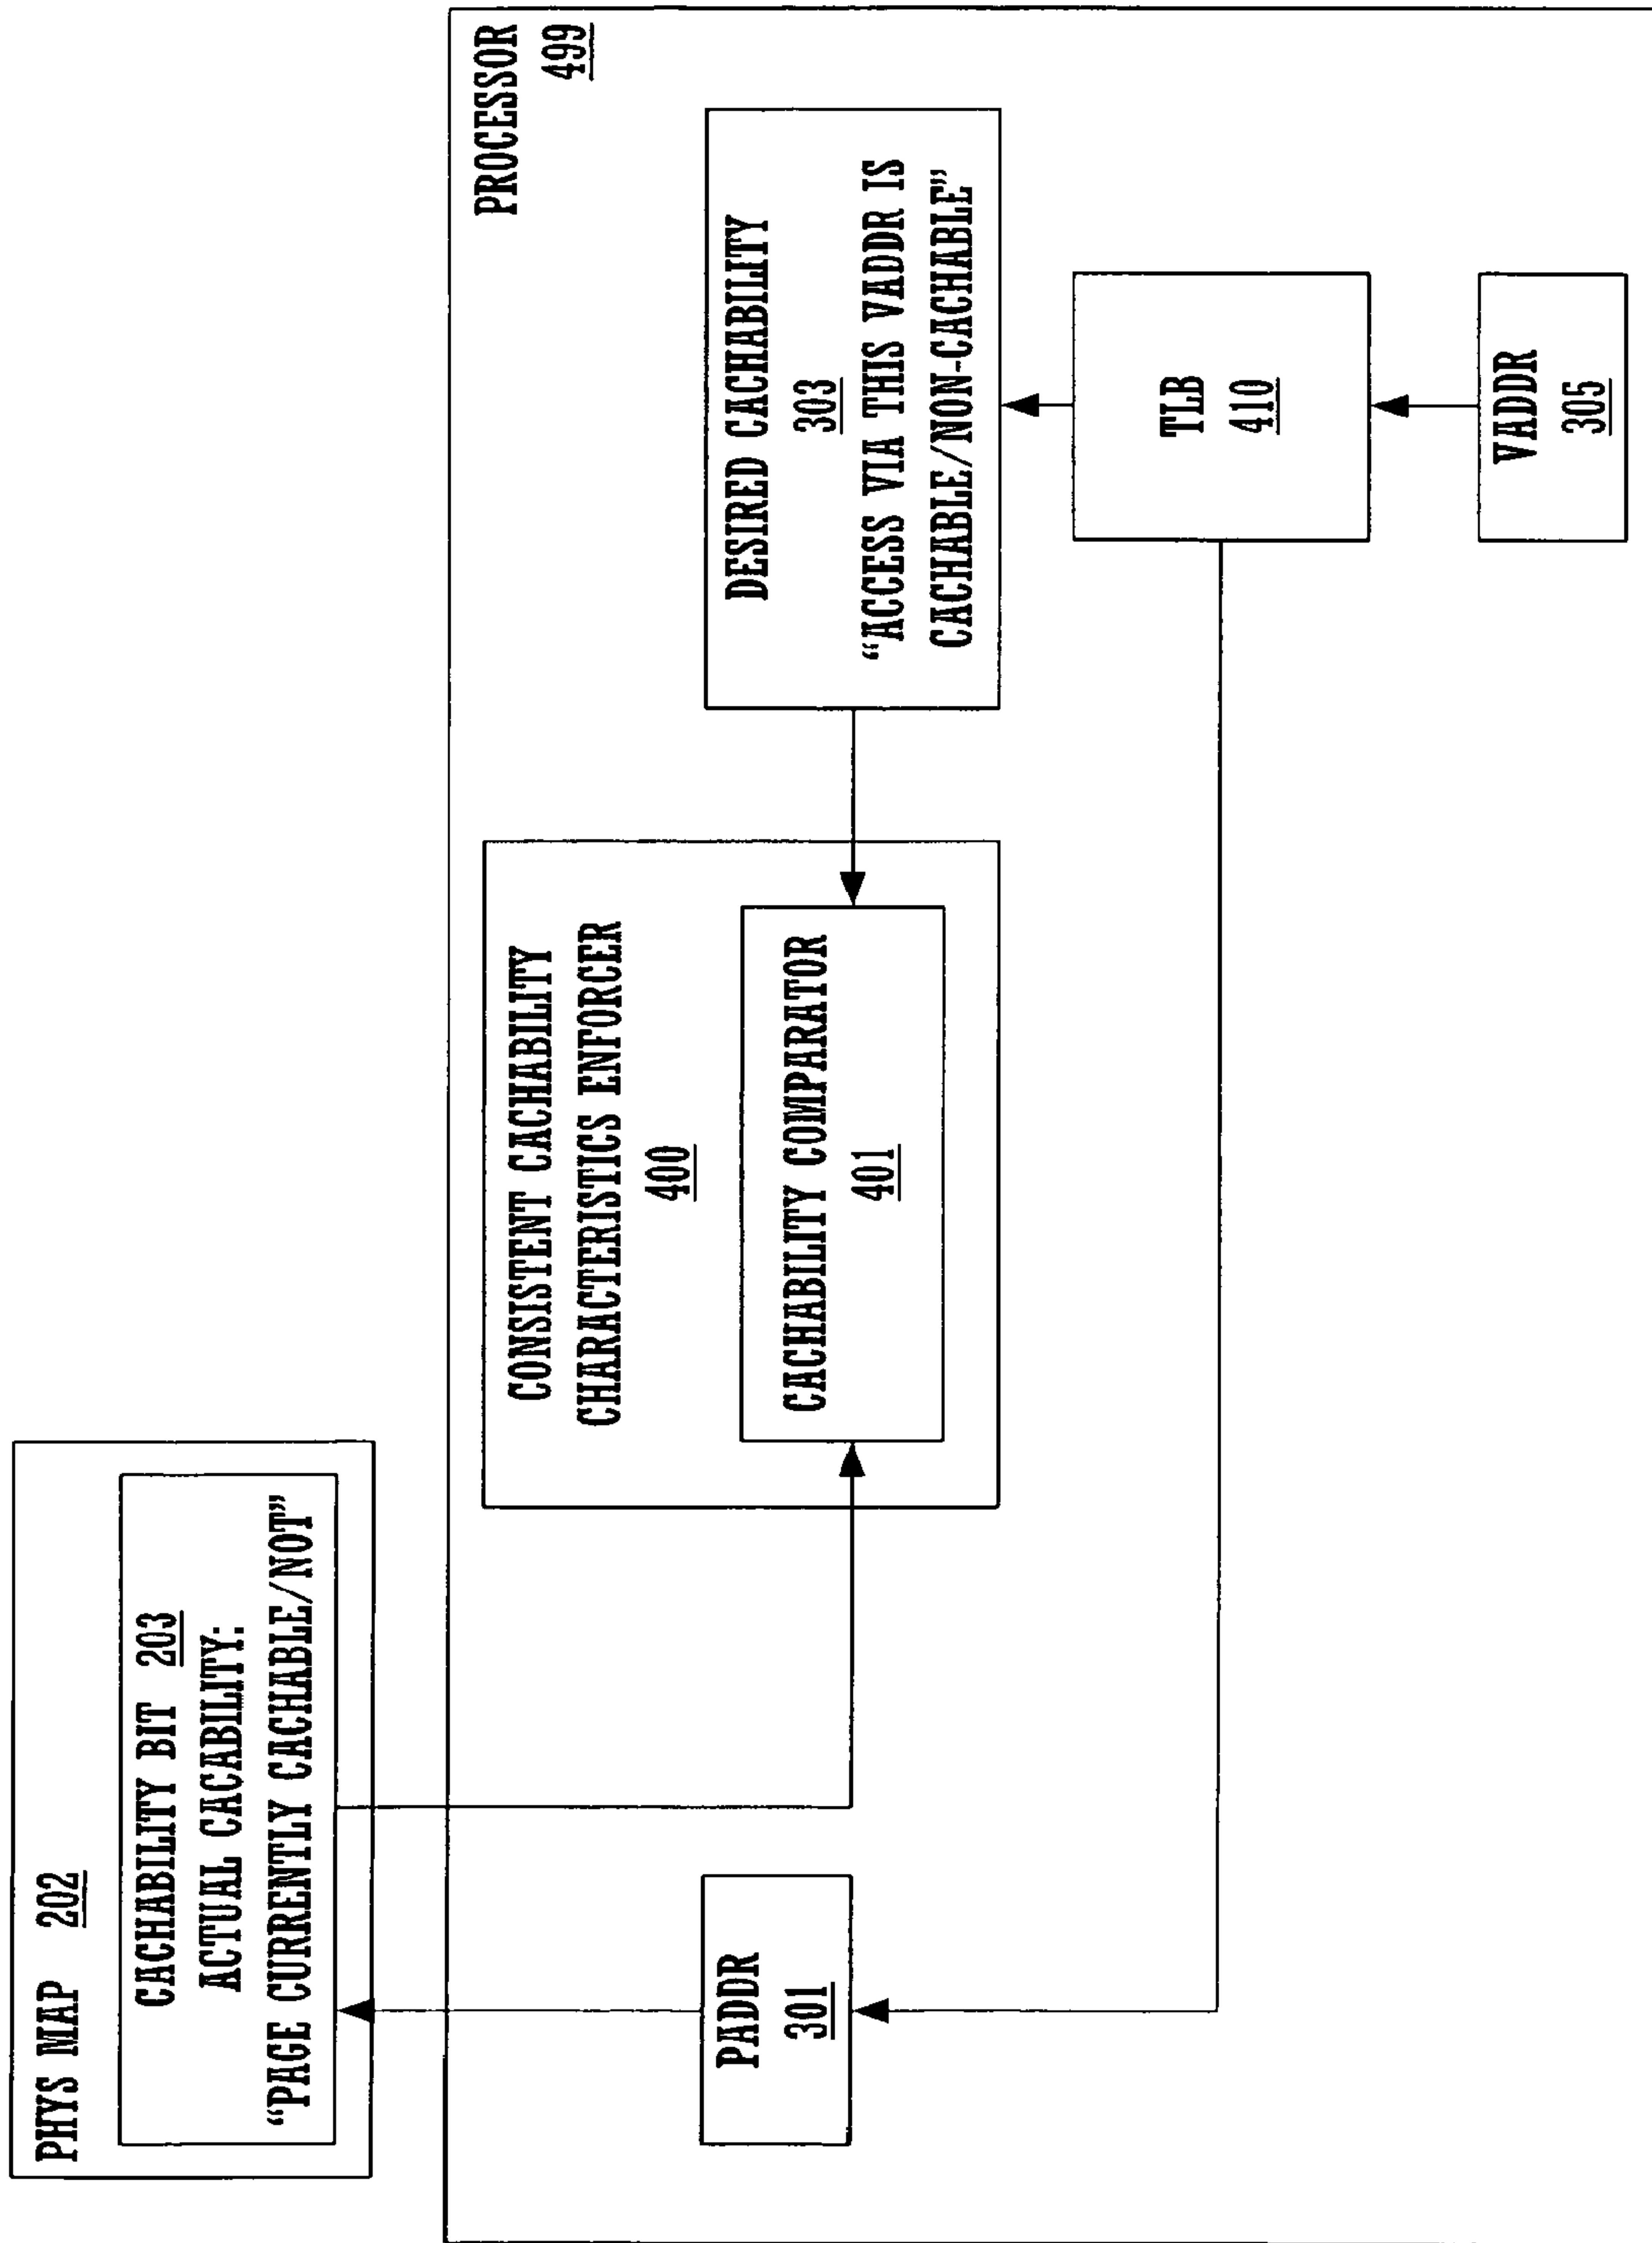 PHYS MAP 202
CACHABILITY BIT 203
ACTUAL CACABILITY:
“PAGE CURRENTLY CACHABLE/NOT”
PROCESSOR
499
PADDR
301
CONSISTENT CACHABILITY
CHARACTERISTICS ENFORCER
400
CACHABILITY COMPARATOR
401
DESIRED CACHABILITY
303
“ACCESS VIA THIS VADDR IS
CACHABLE/NON-CACHABLE”
TLB
410
VADDR
305